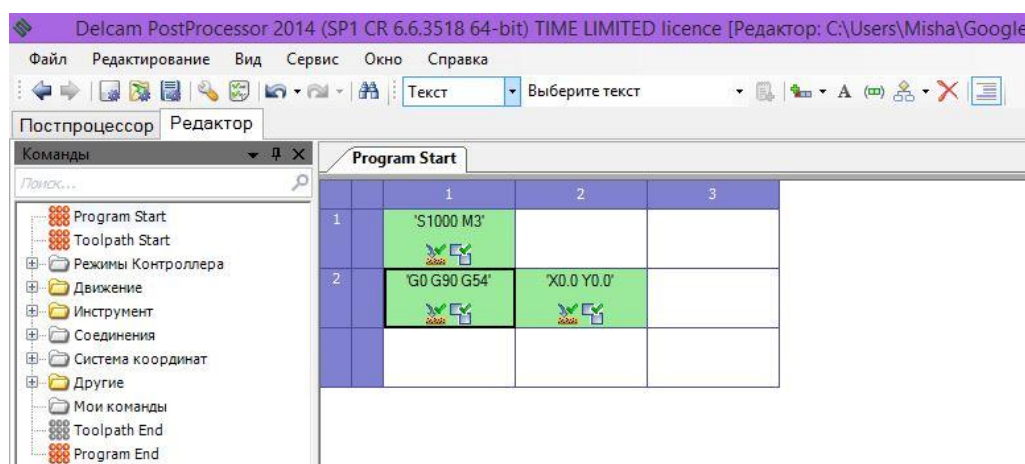 Delcam PostProcessor 2014 (SP1 CR 6.6.3518 64-bit) TIME LIMITED licence [Редактор: C:\Users\Misha\Google
Файл Редактирование Вид Сервис Окно Справка
Текст Выберите текст
Постпроцессор Редактор
Команды
Program Start
Поиск...
1 2 3
Program Start
1 'S1000 M3'
Toolpath Start
Режимы Контроллера
Движение
2 'G0 G90 G54' 'X0.0 Y0.0'
Инструмент
Соединения
Система координат
Другие
Мои команды
Toolpath End
Program End